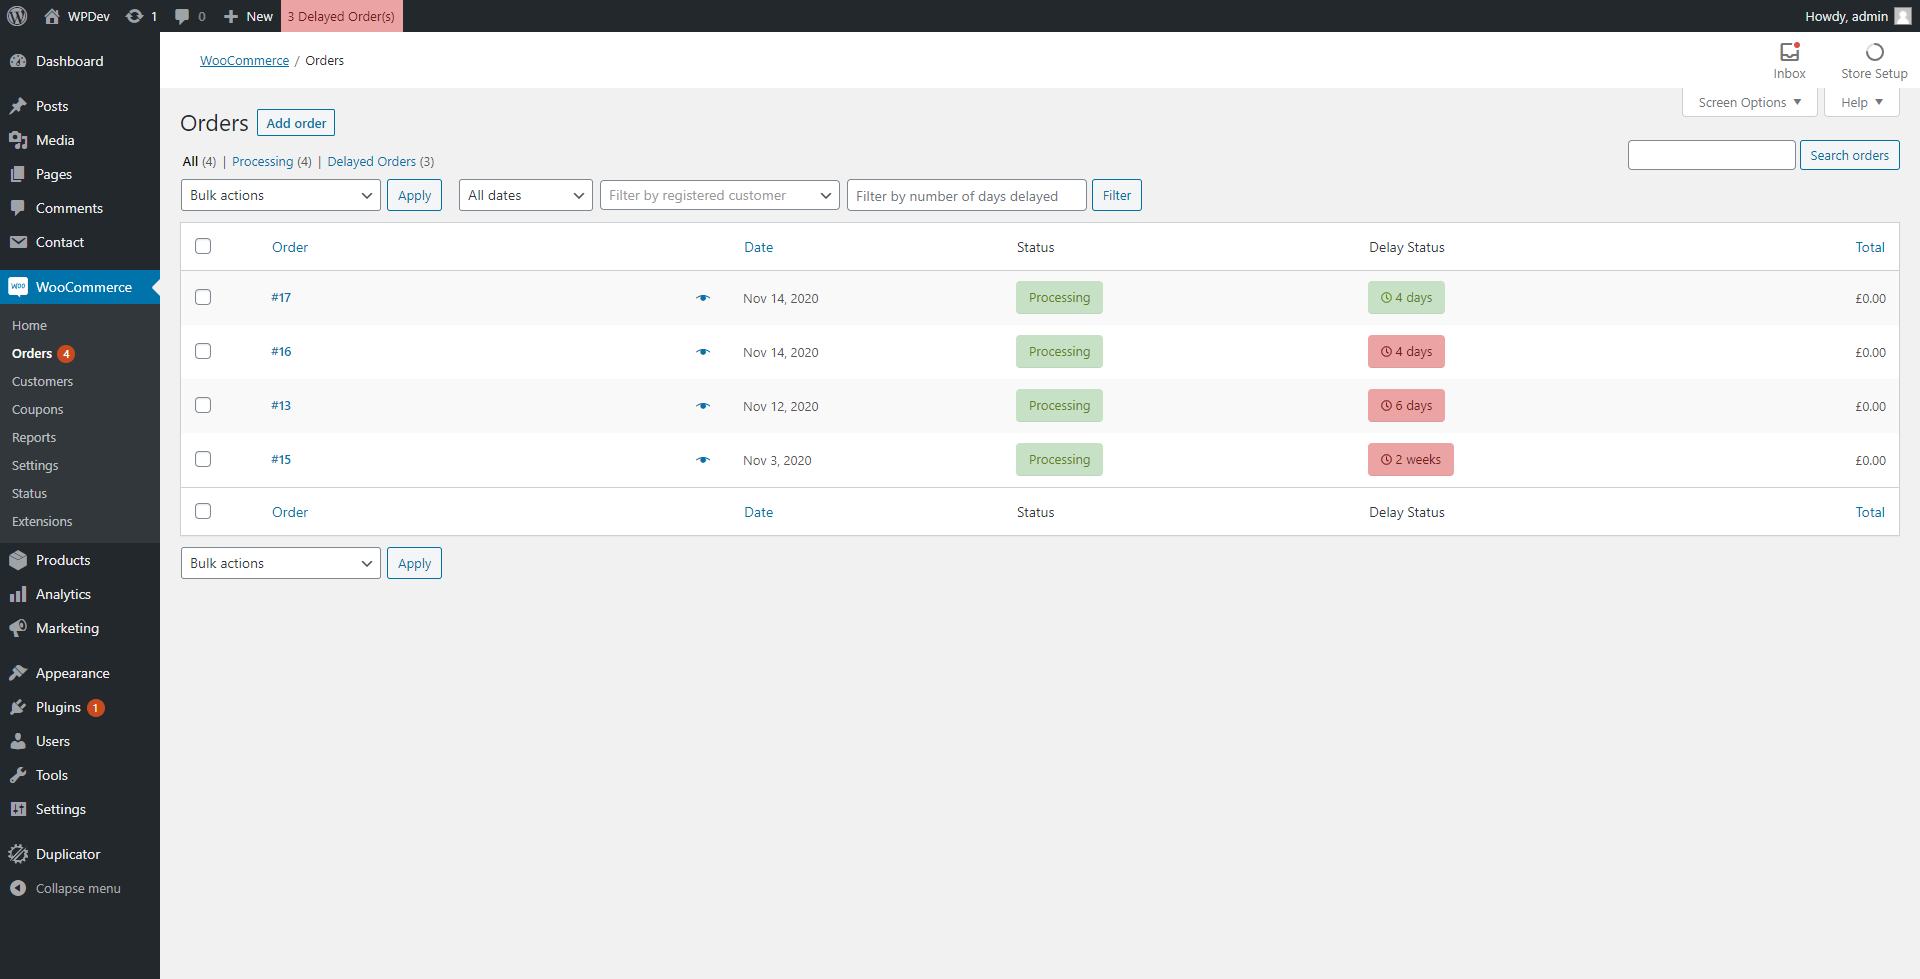 WPDev 1 0 New 3 Delayed Order(s) Howdy, admin
WooCommerce / Orders
Inbox
Store Setup
Screen Options
Help
Dashboard
Posts
Media
Pages
Comments
Contact
WooCommerce
Home
Orders 4
Customers
Coupons
Reports
Settings
Status
Extensions
Products
Analytics
Marketing
Appearance
Plugins 1
Users
Tools
Settings
Duplicator
Collapse menu
Orders Add order
All (4) | Processing (4) | Delayed Orders (3)
Search orders
Bulk actions Apply All dates Filter by registered customer Filter by number of days delayed Filter
Order Date Status Delay Status Total
#17 Nov 14, 2020 Processing 4 days £0.00
#16 Nov 14, 2020 Processing 4 days £0.00
#13 Nov 12, 2020 Processing 6 days £0.00
#15 Nov 3, 2020 Processing 2 weeks £0.00
Order Date Status Delay Status Total
Bulk actions Apply